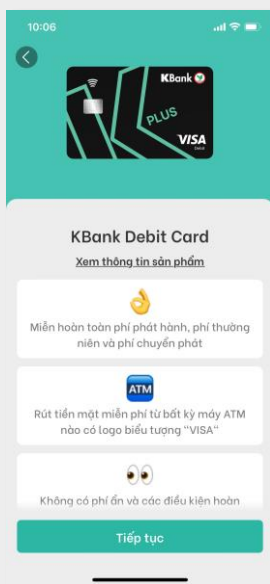 10:06
KBank
PLUS
VISA
Debit
KBank Debit Card
Xem thông tin sản phẩm
Miễn hoàn toàn phí phát hành, phí thường
niên và phí chuyển phát
ATM
Rút tiền mặt miễn phí từ bất kỳ máy ATM
nào có logo biểu tượng "VISA"
Không có phí ẩn và các điều kiện hoàn
Tiếp tục